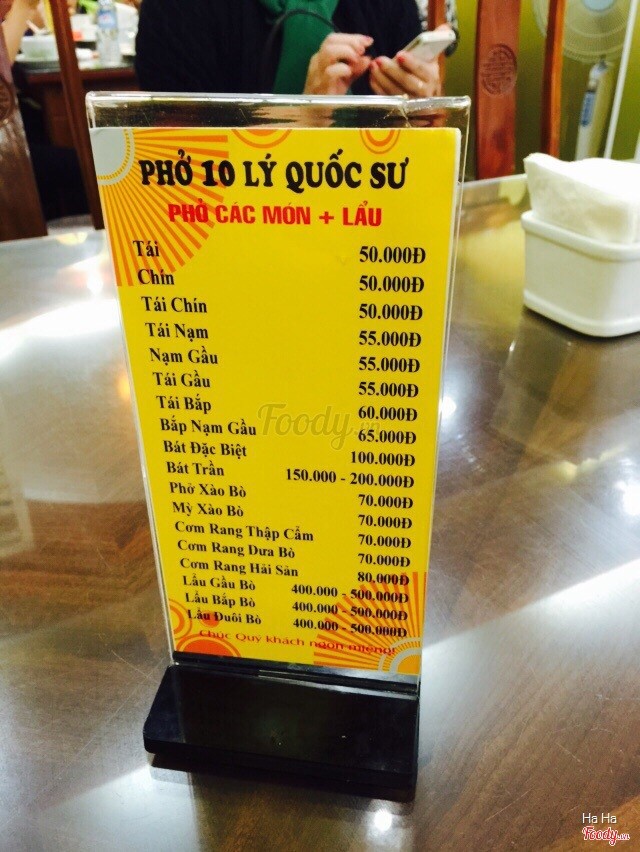 PHỞ 10 LÝ QUỐC SƯ
PHỞ CÁC MÓN + LẨU
Tái 50.000Đ
Chín 50.000Đ
Tái Chín 50.000Đ
Tái Nạm 55.000Đ
Nạm Gầu 55.000Đ
Tái Gầu 55.000Đ
Tái Bắp 60.000Đ
Bắp Nạm Gầu 65.000Đ
Bát Đặc Biệt 100.000Đ
Bát Trần 150.000 - 200.000Đ
Phở Xào Bò 70.000Đ
Mỳ Xào Bò 70.000Đ
Cơm Rang Thập Cẩm 70.000Đ
Cơm Rang Dưa Bò 70.000Đ
Cơm Rang Hải Sản 80.000Đ
Lẩu Gầu Bò 400.000 - 500.000Đ
Lẩu Bắp Bò 400.000 - 500.000Đ
Lẩu Đuôi Bò 400.000 - 500.000Đ
Chúc Quý khách ngon miệng!
Foody.vn
Ha Ha
Foody.vn